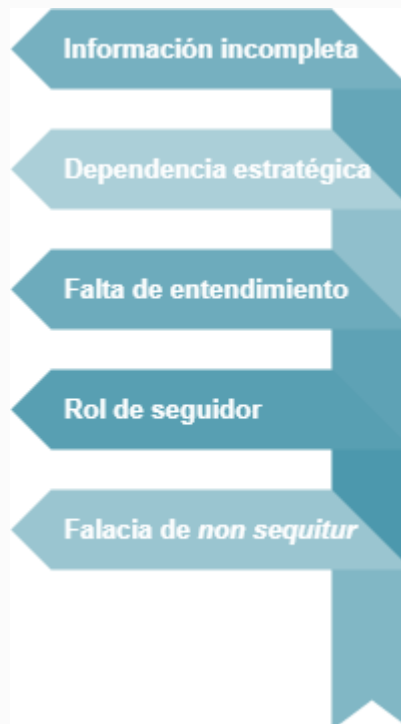 Información incompleta
Dependencia estratégica
Falta de entendimiento
Rol de seguidor
Falacia de non sequitur